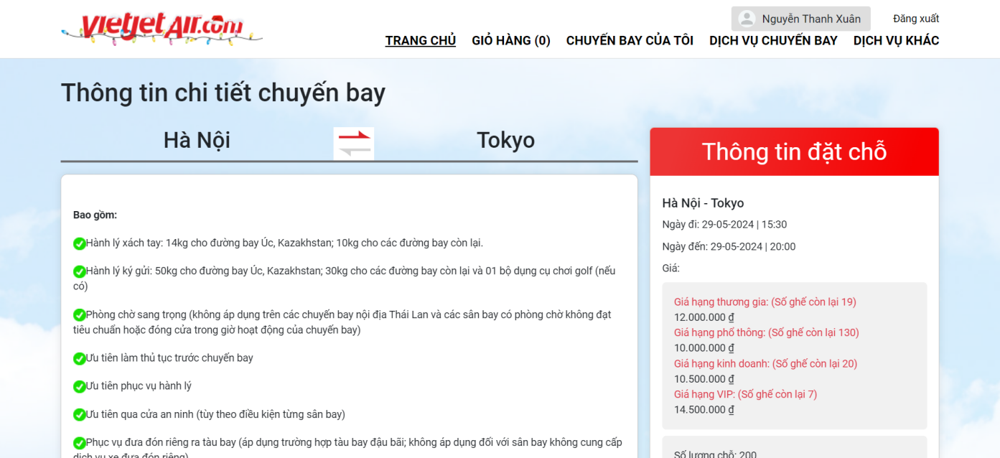 vietjet Air.com
Nguyễn Thanh Xuân
Đăng xuất
TRANG CHỦ
GIỎ HÀNG (0)
CHUYẾN BAY CỦA TÔI
DỊCH VỤ CHUYẾN BAY
DỊCH VỤ KHÁC
Thông tin chi tiết chuyến bay
Hà Nội
Tokyo
Bao gồm:
Hành lý xách tay: 14kg cho đường bay Úc, Kazakhstan; 10kg cho các đường bay còn lại.
Hành lý ký gửi: 50kg cho đường bay Úc, Kazakhstan; 30kg cho các đường bay còn lại và 01 bộ dụng cụ chơi golf (nếu
có)
Phòng chờ sang trọng (không áp dụng trên các chuyến bay nội địa Thái Lan và các sân bay có phòng chờ không đạt
tiêu chuẩn hoặc đóng cửa trong giờ hoạt động của chuyến bay)
Ưu tiên làm thủ tục trước chuyến bay
Ưu tiên phục vụ hành lý
Ưu tiên qua cửa an ninh (tùy theo điều kiện từng sân bay)
Phục vụ đưa đón riêng ra tàu bay (áp dụng trường hợp tàu bay đậu bãi; không áp dụng đối với sân bay không cung cấp
dịch vụ xe đưa đón riêng)
Thông tin đặt chỗ
Hà Nội - Tokyo
Ngày đi: 29-05-2024 | 15:30
Ngày đến: 29-05-2024 | 20:00
Giá:
Giá hạng thương gia: (Số ghế còn lại 19)
12.000.000 ₫
Giá hạng phổ thông: (Số ghế còn lại 130)
10.000.000 ₫
Giá hạng kinh doanh: (Số ghế còn lại 20)
10.500.000 ₫
Giá hạng VIP: (Số ghế còn lại 7)
14.500.000 ₫
Số lượng chỗ: 200